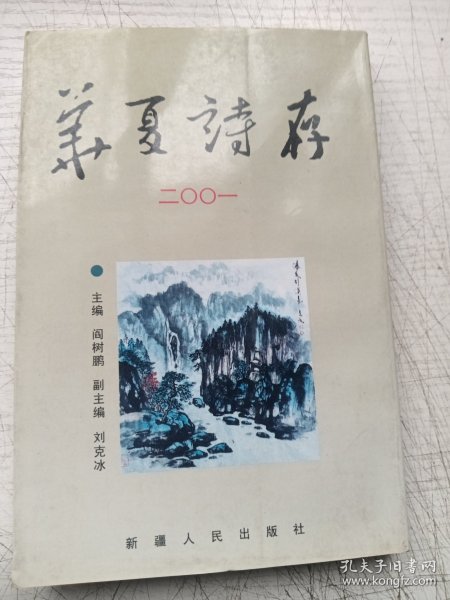 華夏詩存
二〇〇一
主编 阎树鹏 副主编 刘克冰
新疆人民出版社
孔夫子旧书网
www.kongfz.com